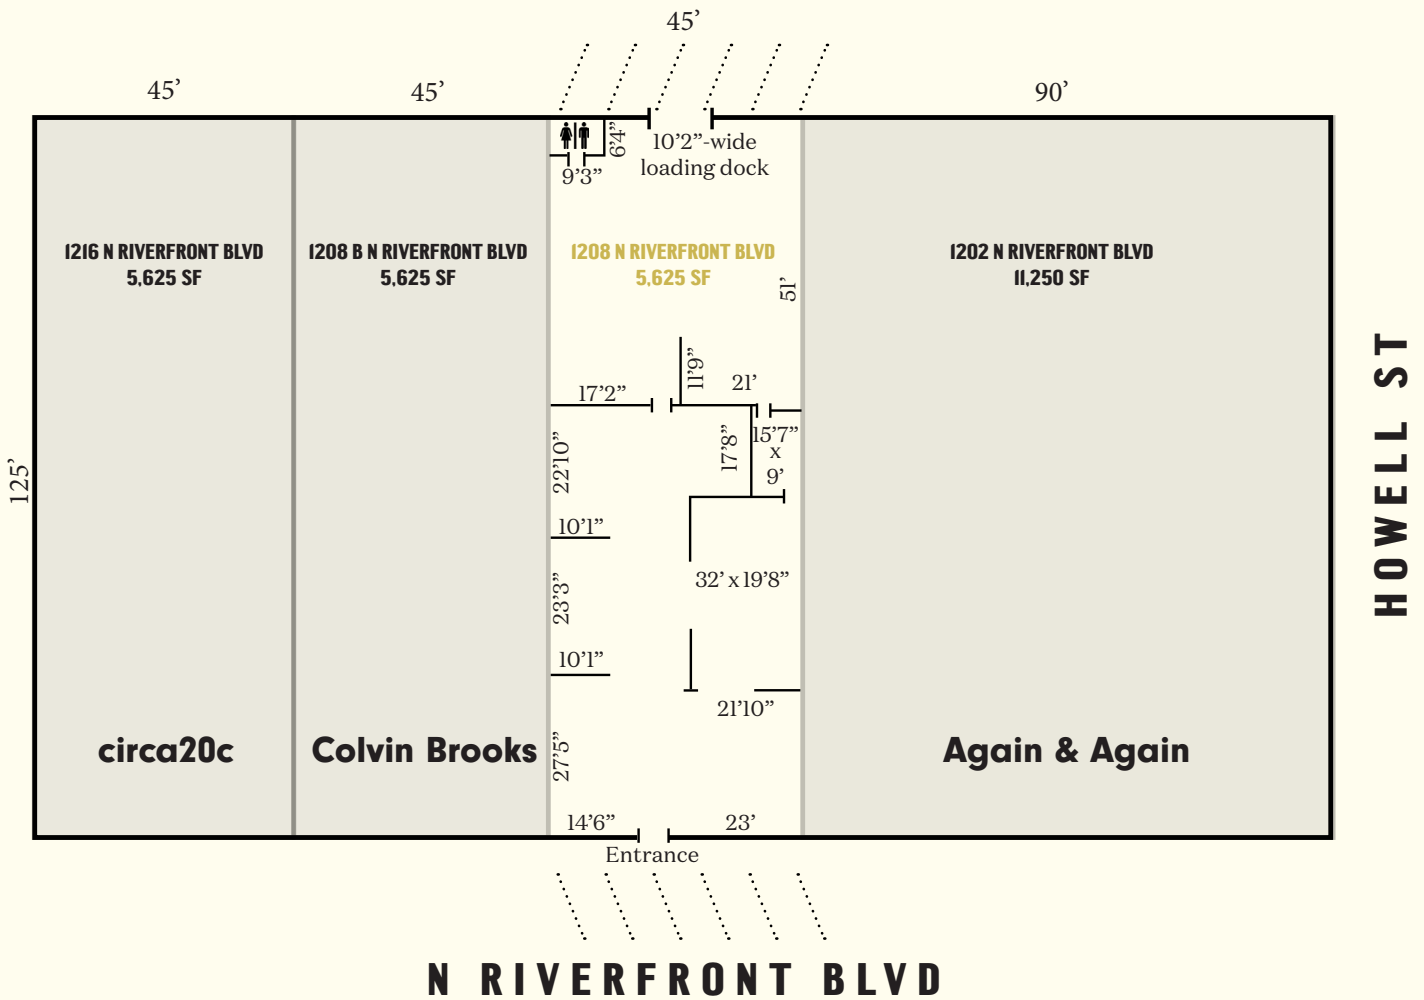 45’
45’
45’
90’
6’4”
10’2”-wide
loading dock
9’3”
1216 N RIVERFRONT BLVD
5,625 SF
1208 B N RIVERFRONT BLVD
5,625 SF
1208 N RIVERFRONT BLVD
5,625 SF
1202 N RIVERFRONT BLVD
11,250 SF
51’
HOWELL ST
11’9”
21’
17’2”
15’7”
x
9’
17’8”
22’10”
125’
10’1”
32’ x 19’8”
23’3”
10’1”
21’10”
circa20c
Colvin Brooks
27’5”
Again & Again
14’6”
23’
Entrance
N RIVERFRONT BLVD